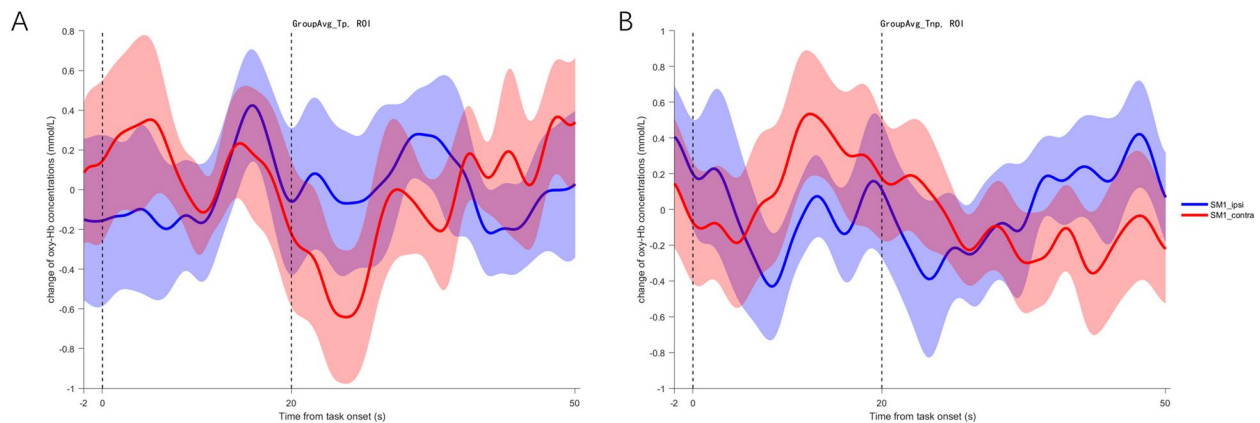 A
GroupAvg_Tp. ROI
change of oxy-Hb concentrations (mmol/L)
0.8
0.6
0.4
0.2
0
-0.2
-0.4
-0.6
-0.8
-1
-2 0 20 50
Time from task onset (s)
B
GroupAvg_Tnp. ROI
change of oxy-Hb concentrations (mmol/L)
1
0.8
0.6
0.4
0.2
0
-0.2
-0.4
-0.6
-0.8
-1
-2 0 20 50
Time from task onset (s)
SM1_ipsi
SM1_contra